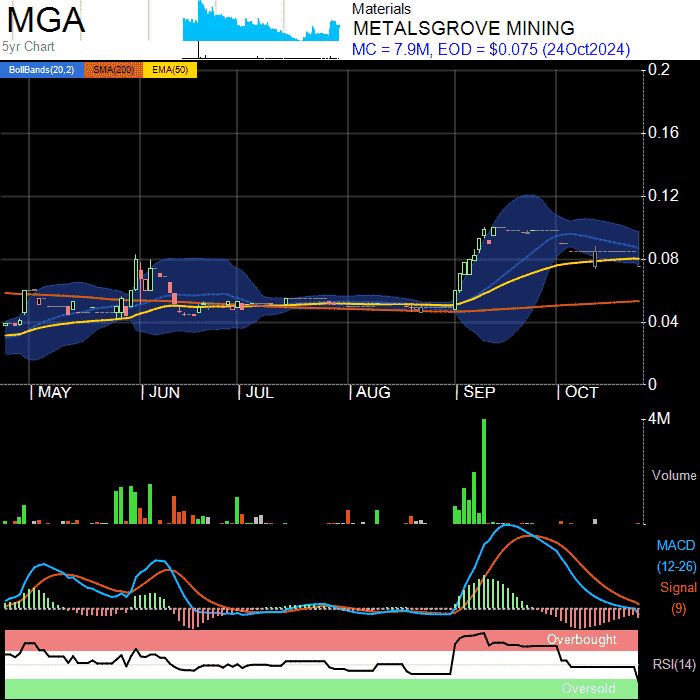 MGA
5yr Chart
Materials
METALSGROVE MINING
MC = 7.9M, EOD = $0.075 (24Oct2024)
BollBands(20,2) SMA(200) EMA(50)
0.2
0.16
0.12
0.08
0.04
0
MAY JUN JUL AUG SEP OCT
4M
Volume
MACD
(12-26)
Signal
(9)
Overbought
RSI(14)
Oversold